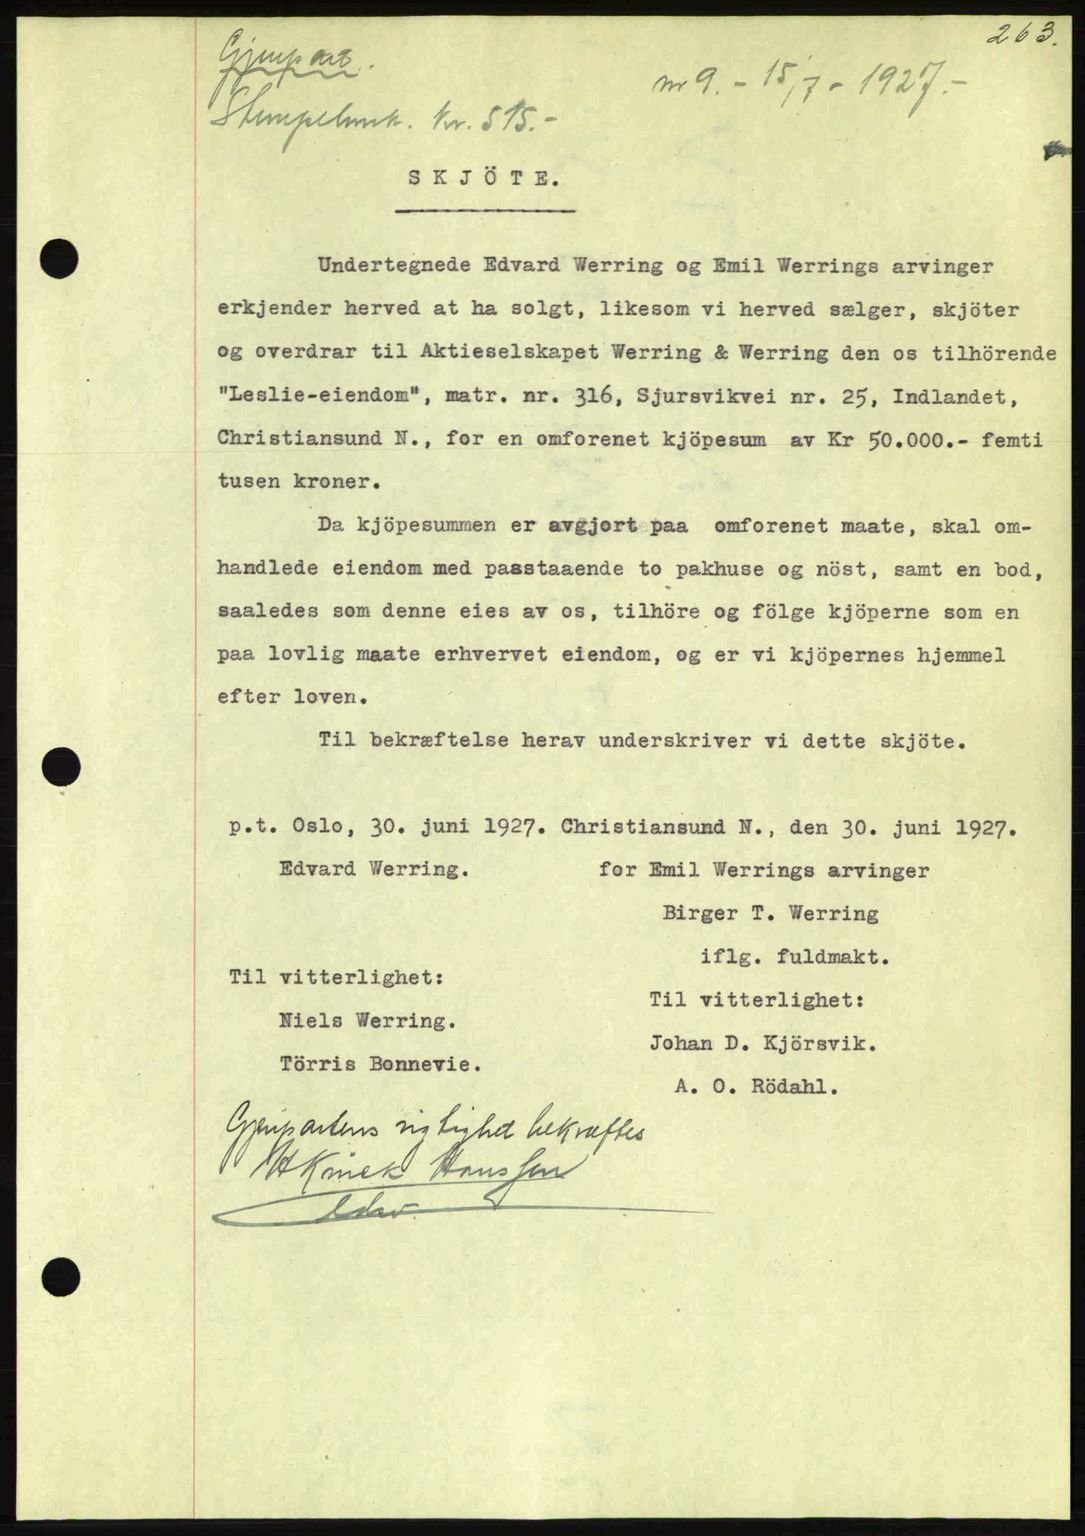 263.
Gjenpart.
nr 9. - 15/7 - 1927.-
Stempelmrk. kr. 515.-
SKJÖTE.
Undertegnede Edvard Werring og Emil Werrings arvinger
erkjender herved at ha solgt, likesom vi herved sælger, skjöter
og overdrar til Aktieselskapet Werring & Werring den os tilhörende
"Leslie-eiendom", matr. nr. 316, Sjursvikvei nr. 25, Indlandet,
Christiansund N., for en omforenet kjöpesum av Kr 50.000.- femti
tusen kroner.
Da kjöpesummen er avgjort paa omforenet maate, skal om-
handlede eiendom med paastaaende to pakhuse og nöst, samt en bod,
saaledes som denne eies av os, tilhöre og fölge kjöperne som en
paa lovlig maate erhvervet eiendom, og er vi kjöpernes hjemmel
efter loven.
Til bekræftelse herav underskriver vi dette skjöte.
p.t. Oslo, 30. juni 1927. Christiansund N., den 30. juni 1927.
Edvard Werring. for Emil Werrings arvinger
Birger T. Werring
iflg. fuldmakt.
Til vitterlighet:
Til vitterlighet:
Niels Werring.
Johan D. Kjörsvik.
Törris Bonnevie.
A. O. Rödahl.
Gjenpartens rigtighet bekræftes
Hanssen